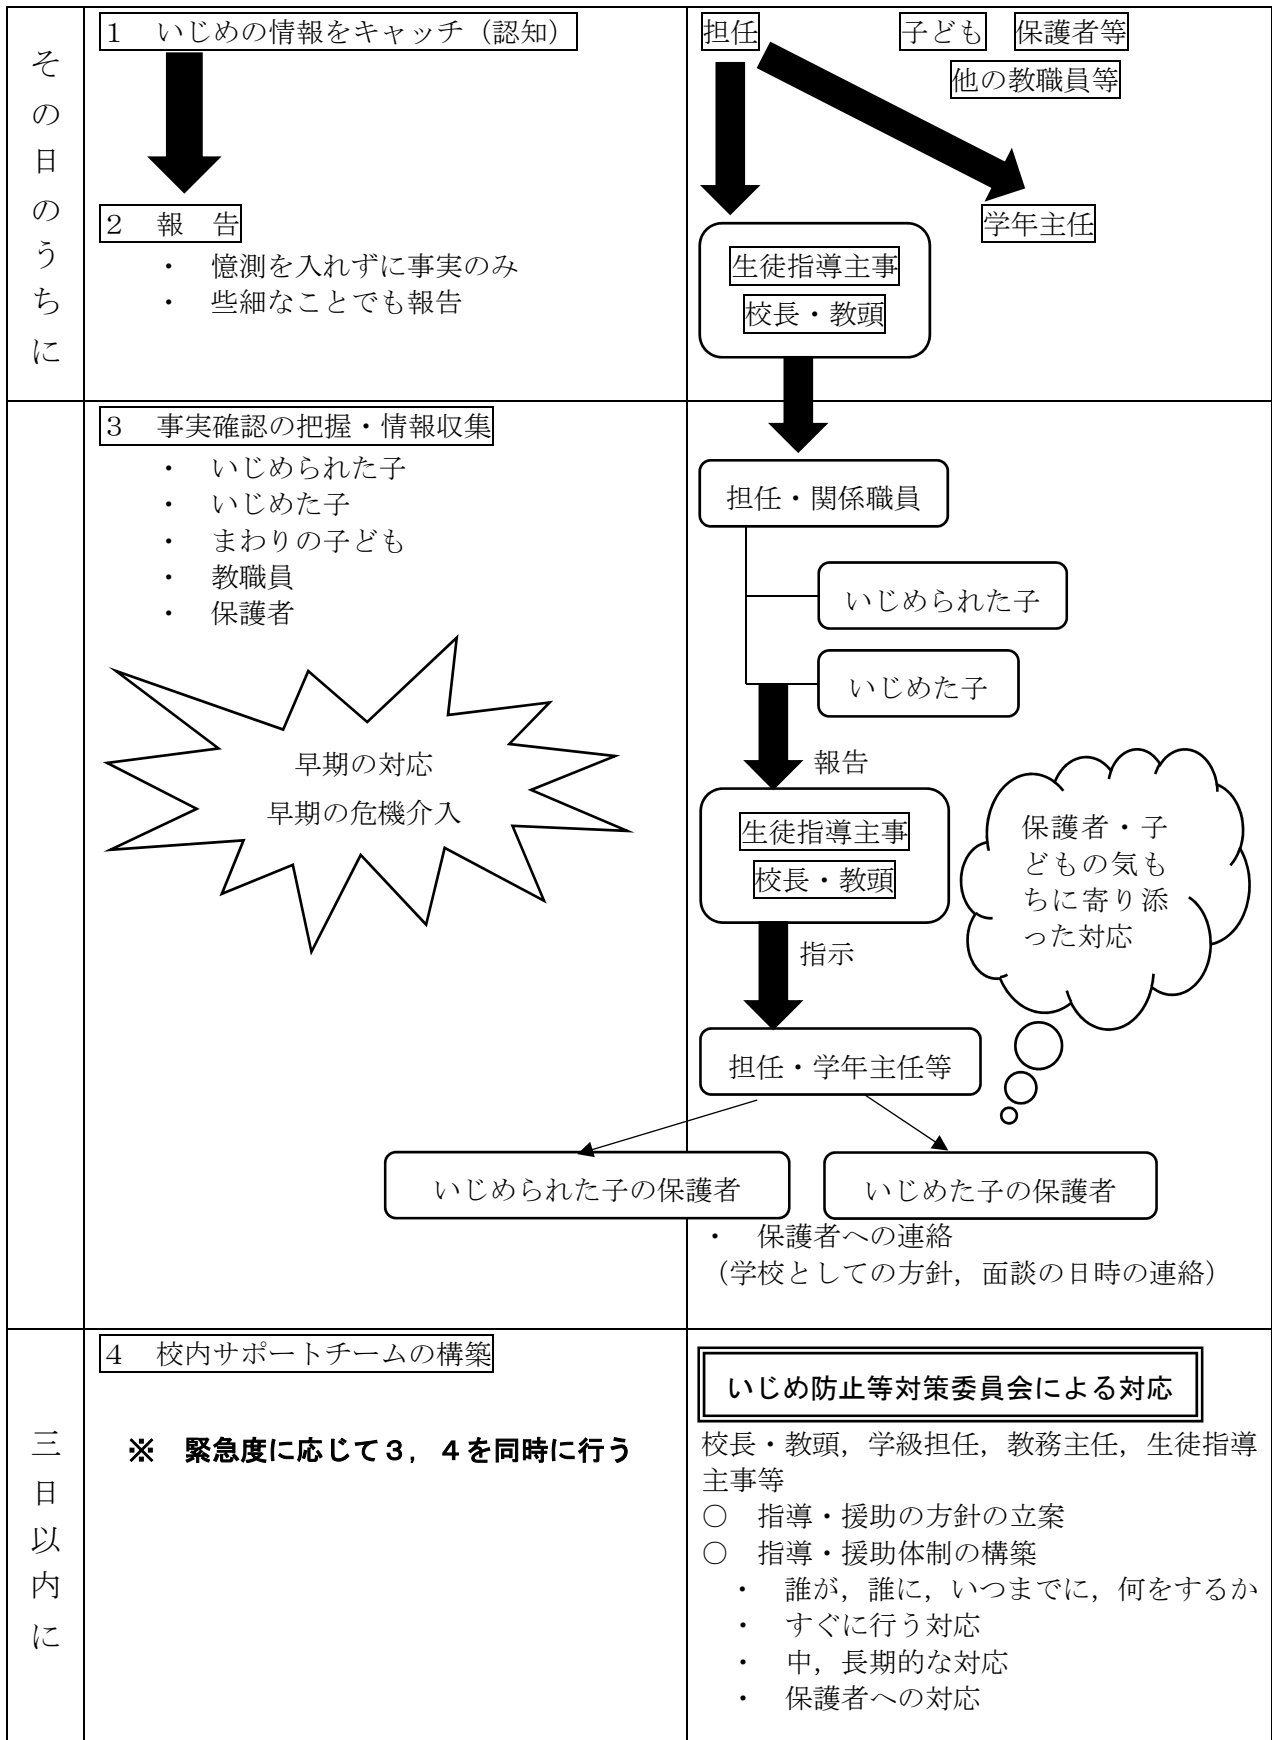 その日のうちに
１　いじめの情報をキャッチ（認知）
２　報　告
・　憶測を入れずに事実のみ
・　些細なことでも報告
担任
子ども
保護者等
他の教職員等
学年主任
生徒指導主事
校長・教頭
３　事実確認の把握・情報収集
・　いじめられた子
・　いじめた子
・　まわりの子ども
・　教職員
・　保護者
早期の対応
早期の危機介入
担任・関係職員
いじめられた子
いじめた子
報告
生徒指導主事
校長・教頭
指示
保護者・子
どもの気も
ちに寄り添
った対応
担任・学年主任等
いじめられた子の保護者
いじめた子の保護者
・　保護者への連絡
（学校としての方針，面談の日時の連絡）
三日以内に
４　校内サポートチームの構築
※　緊急度に応じて３，４を同時に行う
いじめ防止等対策委員会による対応
校長・教頭，学級担任，教務主任，生徒指導
主事等
○　指導・援助の方針の立案
○　指導・援助体制の構築
・　誰が，誰に，いつまでに，何をするか
・　すぐに行う対応
・　中，長期的な対応
・　保護者への対応